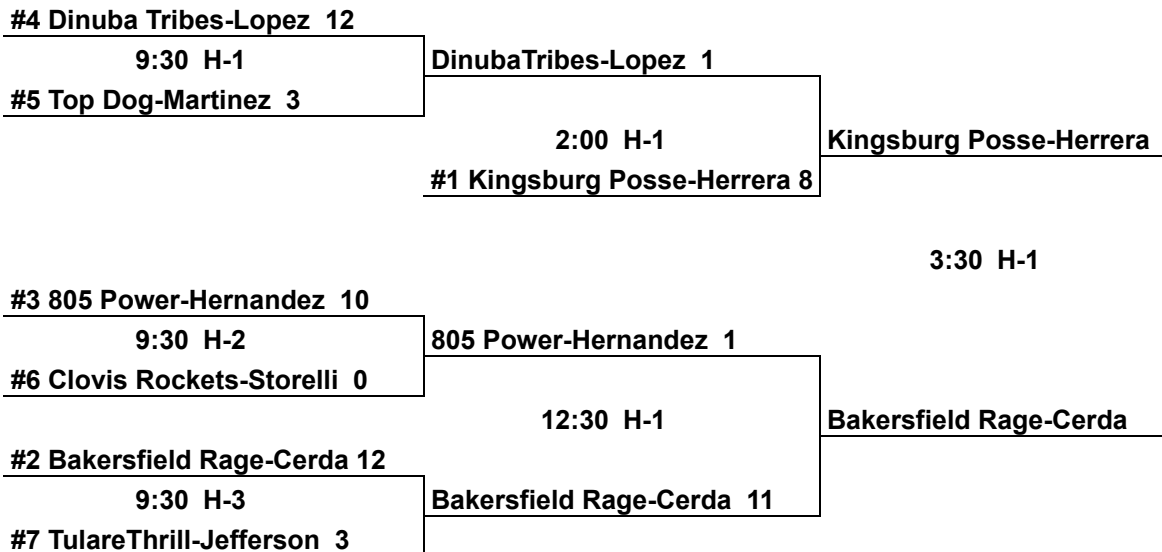 #4 Dinuba Tribes-Lopez 12
9:30 H-1
DinubaTribes-Lopez 1
#5 Top Dog-Martinez 3
2:00 H-1
Kingsburg Posse-Herrera
#1 Kingsburg Posse-Herrera 8
3:30 H-1
#3 805 Power-Hernandez 10
9:30 H-2
805 Power-Hernandez 1
#6 Clovis Rockets-Storelli 0
12:30 H-1
Bakersfield Rage-Cerda
#2 Bakersfield Rage-Cerda 12
9:30 H-3
Bakersfield Rage-Cerda 11
#7 TulareThrill-Jefferson 3